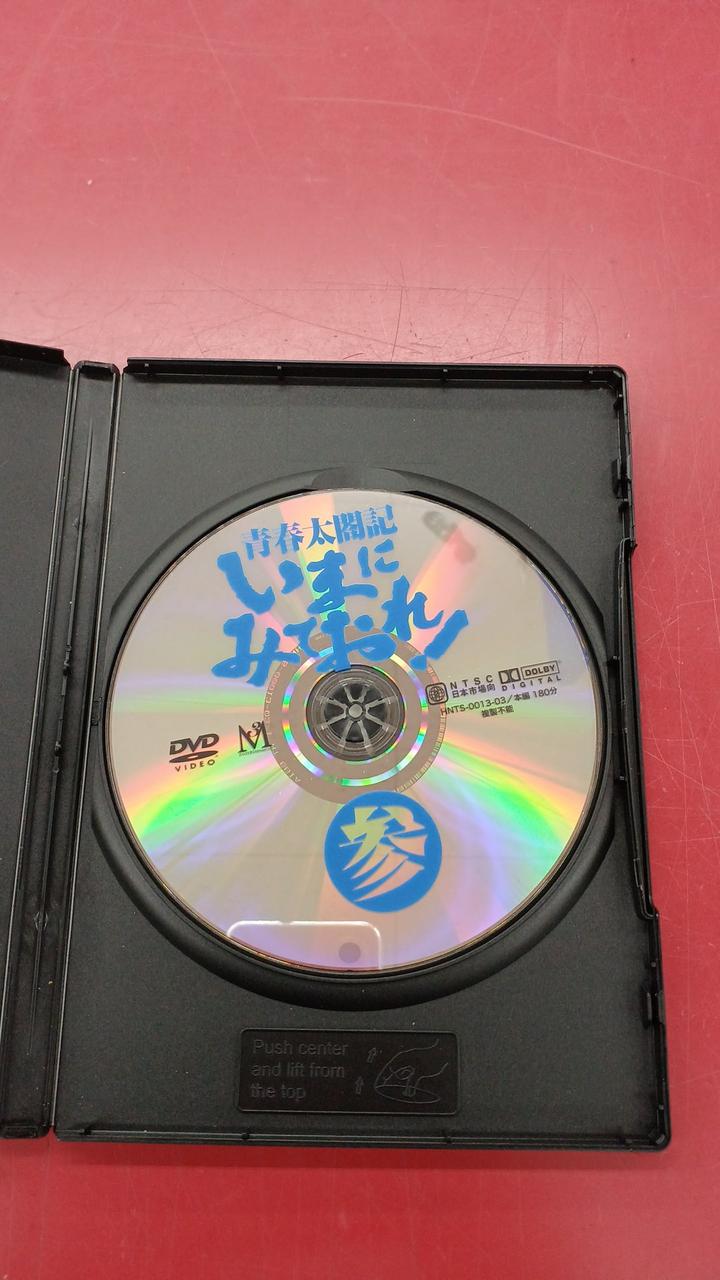 青春太閤記
いまに
みておれ!
NTSC
日本市場向
DOLBY
DIGITAL
HNTS-0013-03/本編 180分
複製不能
DVD
VIDEO
M3
参
Push center
and lift from
the top